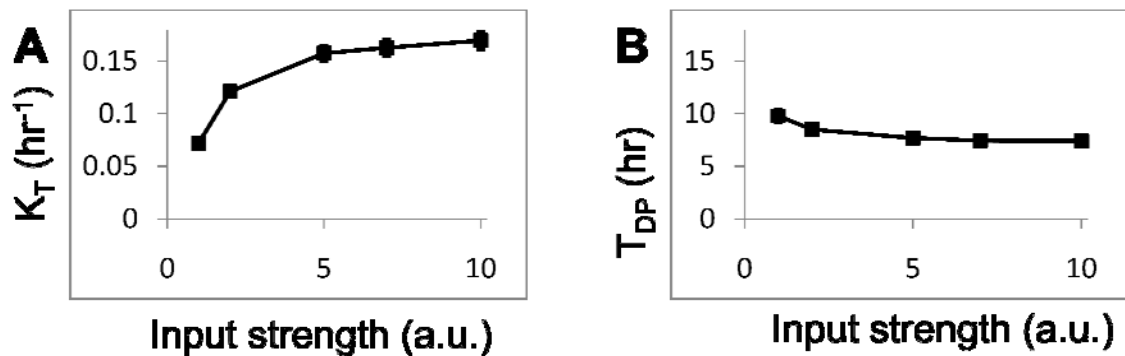 A
K_T (hr⁻¹)
0.15
0.1
0.05
0
0 5 10
Input strength (a.u.)
B
T_DP (hr)
15
10
5
0
0 5 10
Input strength (a.u.)